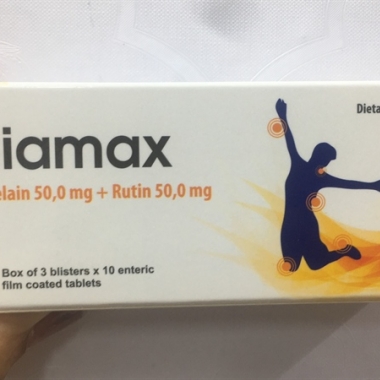 iamax
Dieta
elain 50,0 mg + Rutin 50,0 mg
Box of 3 blisters x 10 enteric
film coated tablets